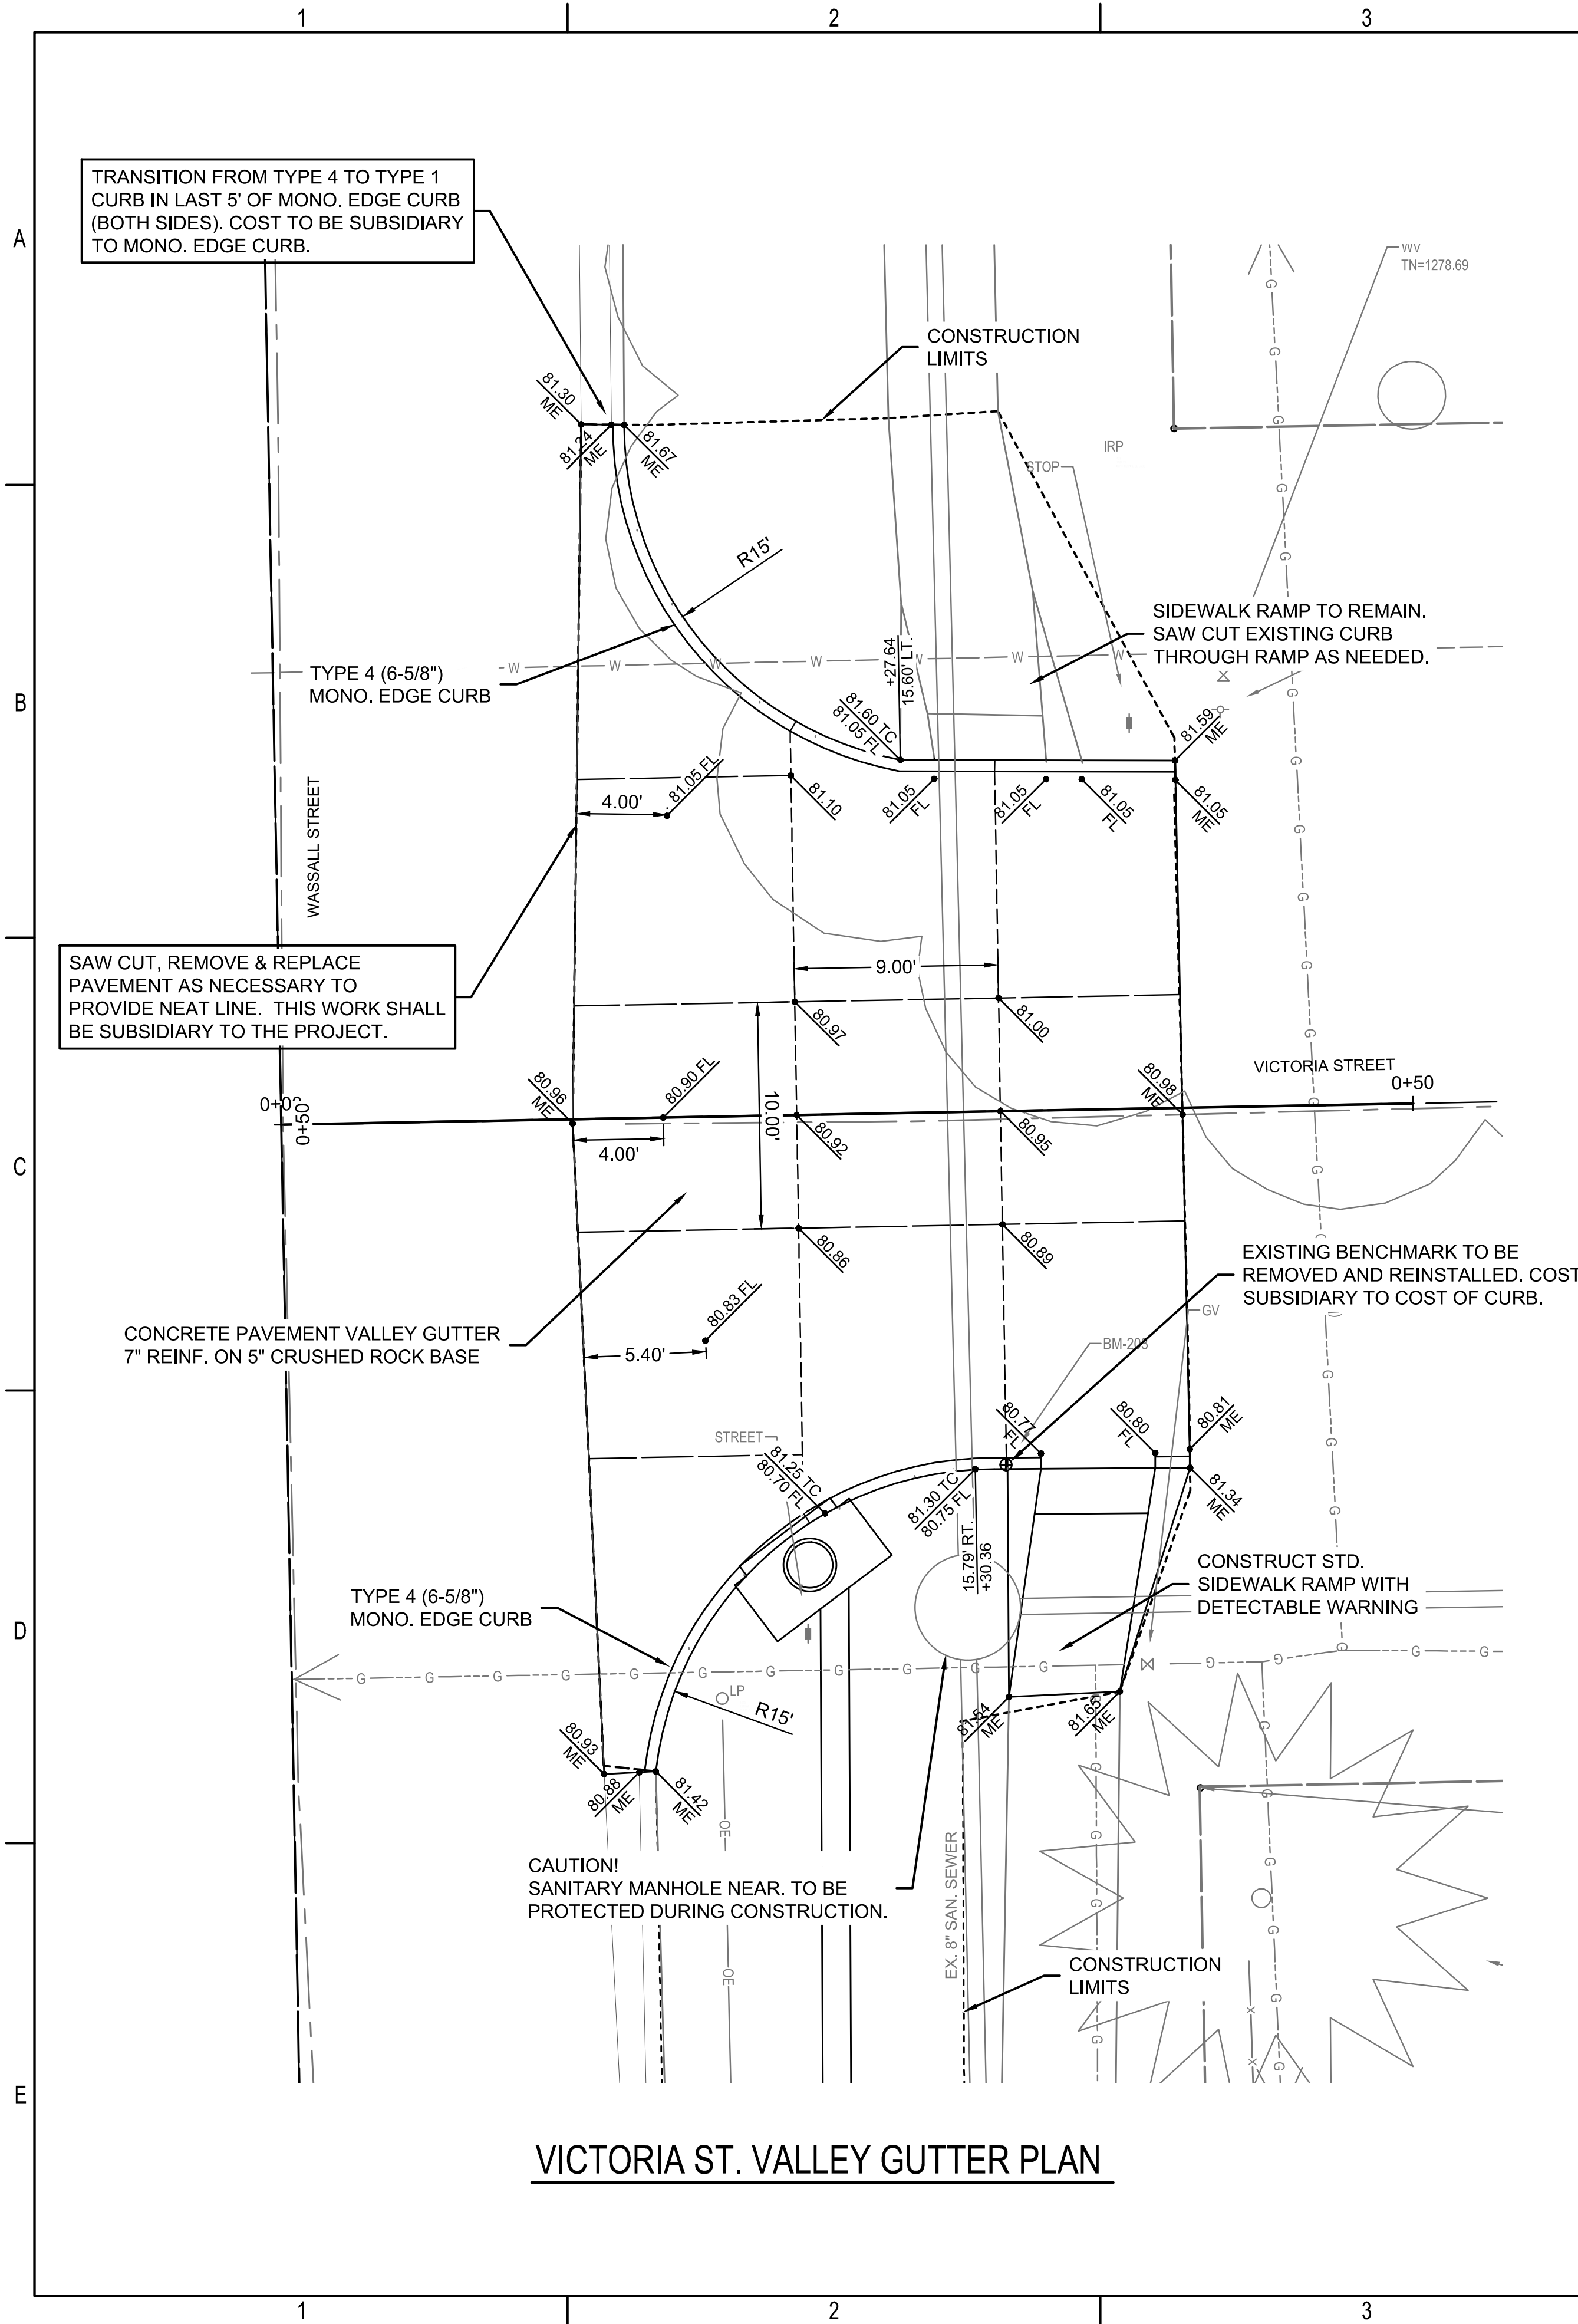 1
2
3
A
B
C
D
E
TRANSITION FROM TYPE 4 TO TYPE 1
CURB IN LAST 5' OF MONO. EDGE CURB
(BOTH SIDES). COST TO BE SUBSIDIARY
TO MONO. EDGE CURB.
WV
TN=1278.69
CONSTRUCTION
LIMITS
81.30
ME
81.24
ME
81.67
ME
IRP
STOP
R15'
SIDEWALK RAMP TO REMAIN.
SAW CUT EXISTING CURB
THROUGH RAMP AS NEEDED.
TYPE 4 (6-5/8")
MONO. EDGE CURB
W W W W W W W
+27.64
15.60' LT.
81.60 TC
81.05 FL
81.59
ME
WASSALL STREET
4.00'
81.05 FL
81.10
81.05
FL
81.05
FL
81.05
FL
81.05
ME
SAW CUT, REMOVE & REPLACE
PAVEMENT AS NECESSARY TO
PROVIDE NEAT LINE. THIS WORK SHALL
BE SUBSIDIARY TO THE PROJECT.
9.00'
80.97
81.00
VICTORIA STREET
0+50
0+50
80.96
ME
80.90 FL
10.00'
80.98
ME
4.00'
80.92
80.95
80.86
80.89
EXISTING BENCHMARK TO BE
REMOVED AND REINSTALLED. COST
SUBSIDIARY TO COST OF CURB.
80.83 FL
GV
CONCRETE PAVEMENT VALLEY GUTTER
7" REINF. ON 5" CRUSHED ROCK BASE
5.40'
BM-203
80.77
FL
80.80
FL
80.81
ME
STREET
81.25 TC
80.70 FL
81.30 TC
80.75 FL
81.34
ME
15.79' RT.
+30.36
CONSTRUCT STD.
SIDEWALK RAMP WITH
DETECTABLE WARNING
TYPE 4 (6-5/8")
MONO. EDGE CURB
G G G G G G G G G G G G G G G
LP
R15'
81.54
ME
81.65
ME
80.93
ME
80.88
ME
81.42
ME
OE
OE
CAUTION!
SANITARY MANHOLE NEAR. TO BE
PROTECTED DURING CONSTRUCTION.
EX. 8" SAN. SEWER
CONSTRUCTION
LIMITS
VICTORIA ST. VALLEY GUTTER PLAN
1
2
3